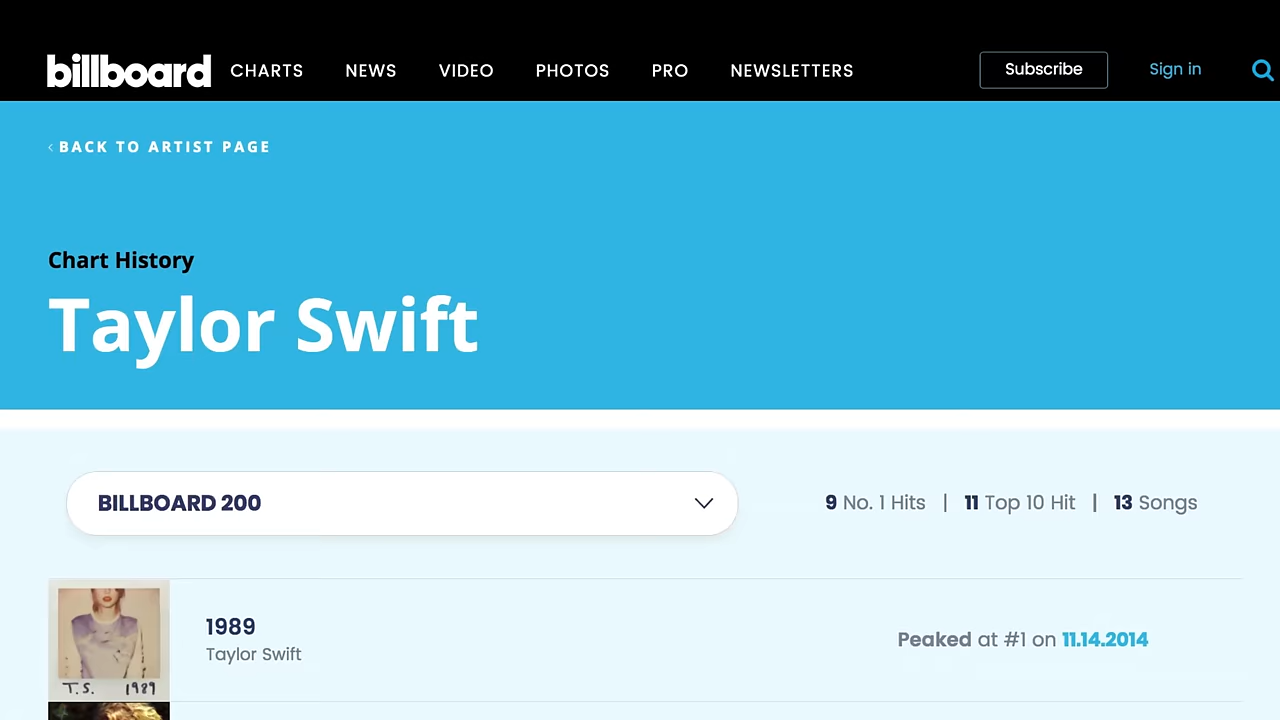 billboard CHARTS NEWS VIDEO PHOTOS PRO NEWSLETTERS Subscribe Sign in
‹ BACK TO ARTIST PAGE
Chart History
Taylor Swift
BILLBOARD 200 9 No. 1 Hits | 11 Top 10 Hit | 13 Songs
1989
Taylor Swift
Peaked at #1 on 11.14.2014
T.S. 1989